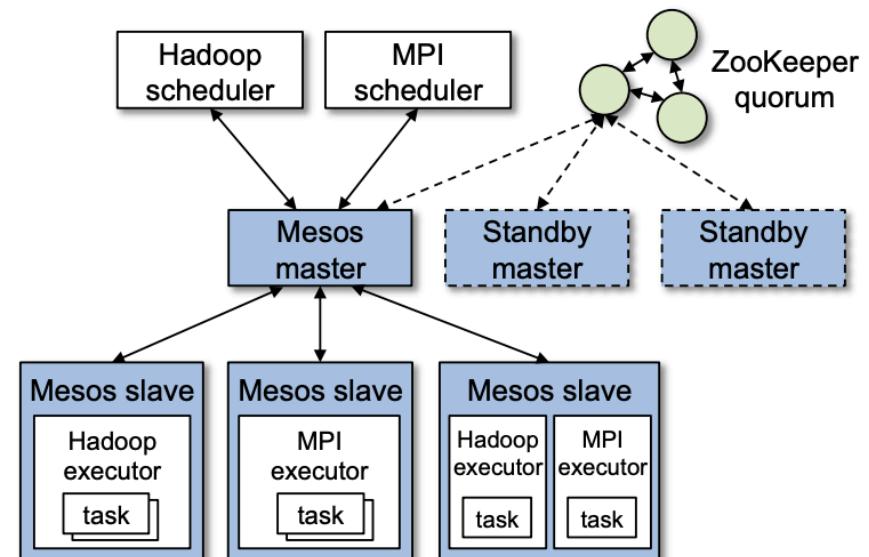 Hadoop
scheduler
MPI
scheduler
ZooKeeper
quorum
Mesos
master
Standby
master
Standby
master
Mesos slave
Hadoop
executor
task
Mesos slave
MPI
executor
task
Mesos slave
Hadoop
executor
task
MPI
executor
task